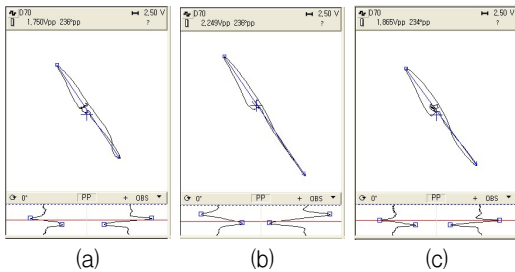 D70 2,50 V
1,750Vpp 236°pp ?
0° PP + OBS
(a)
D70 2,50 V
2,249Vpp 236°pp ?
0° PP + OBS
(b)
D70 2,50 V
1,865Vpp 234°pp ?
0° PP + OBS
(c)